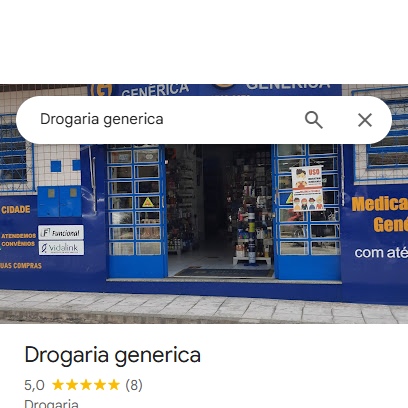 GENÉRICA
GENÉRICA
Drogaria generica
CIDADE
ATENDEMOS
CONVÊNIOS
Funcional
Vidalink
SUAS COMPRAS
USO
Medica
Gené
com até
Drogaria generica
5,0 ★★★★★ (8)
Drogaria